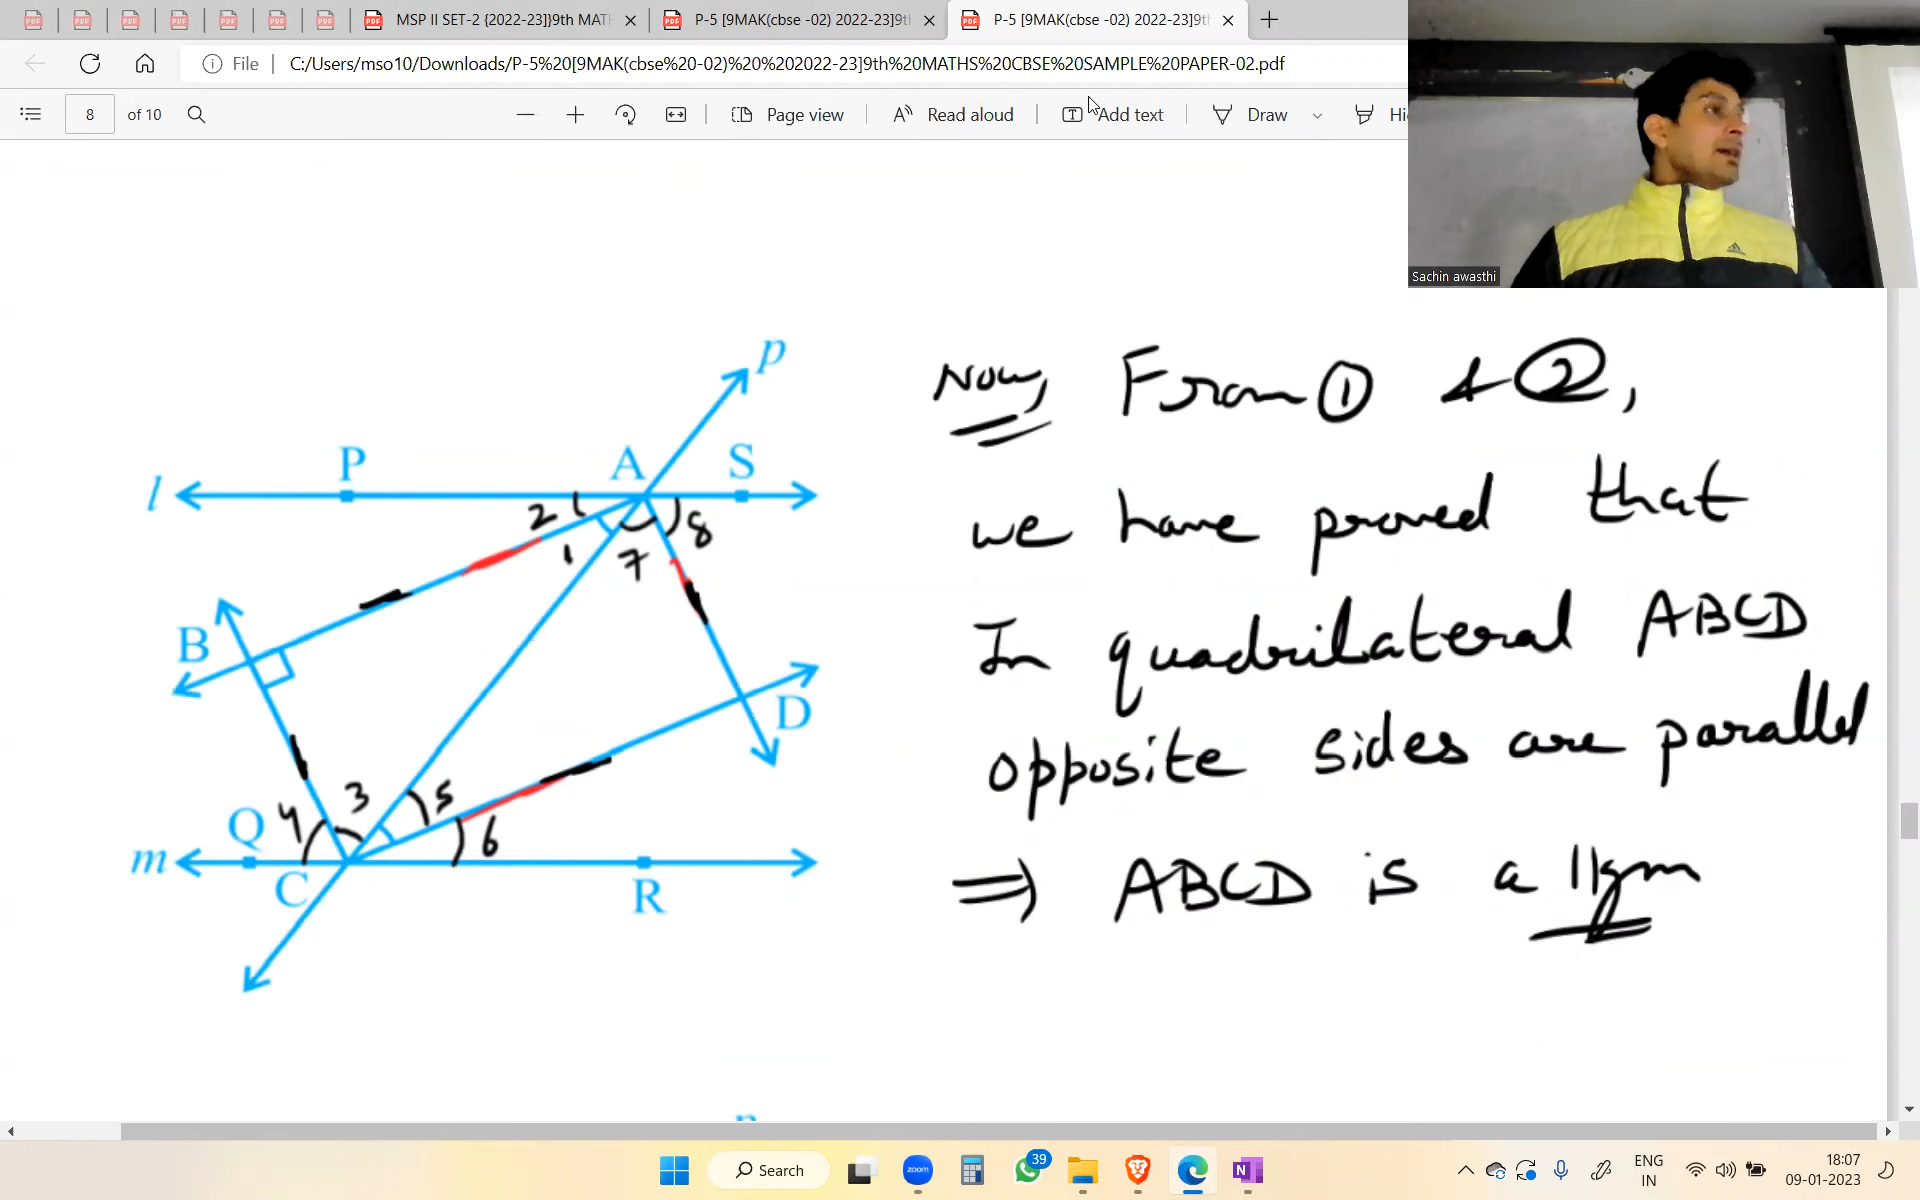 MSP II SET-2 {2022-23]}9th MATH
P-5 [9MAK(cbse -02) 2022-23]9th
P-5 [9MAK(cbse -02) 2022-23]9th
File
C:/Users/mso10/Downloads/P-5%20[9MAK(cbse%20-02)%20%202022-23]9th%20MATHS%20CBSE%20SAMPLE%20PAPER-02.pdf
8 of 10
Page view
Read aloud
Add text
Draw
Sachin awasthi
p
l
P
A
S
2
1
7
8
B
D
Q
4
3
5
6
m
C
R
Now, From ① & ②,
we have proved that
In quadrilateral ABCD
opposite sides are parallel
⇒ ABCD is a ||gm
Search
zoom
39
N
ENG
IN
18:07
09-01-2023